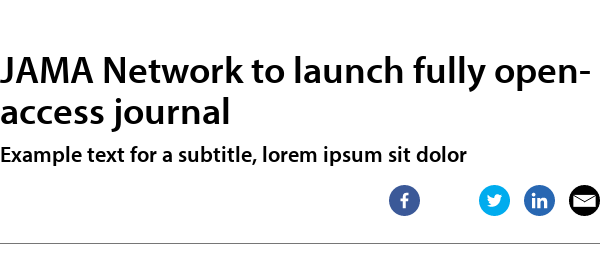 JAMA Network to launch fully open-
access journal
Example text for a subtitle, lorem ipsum sit dolor
f
in